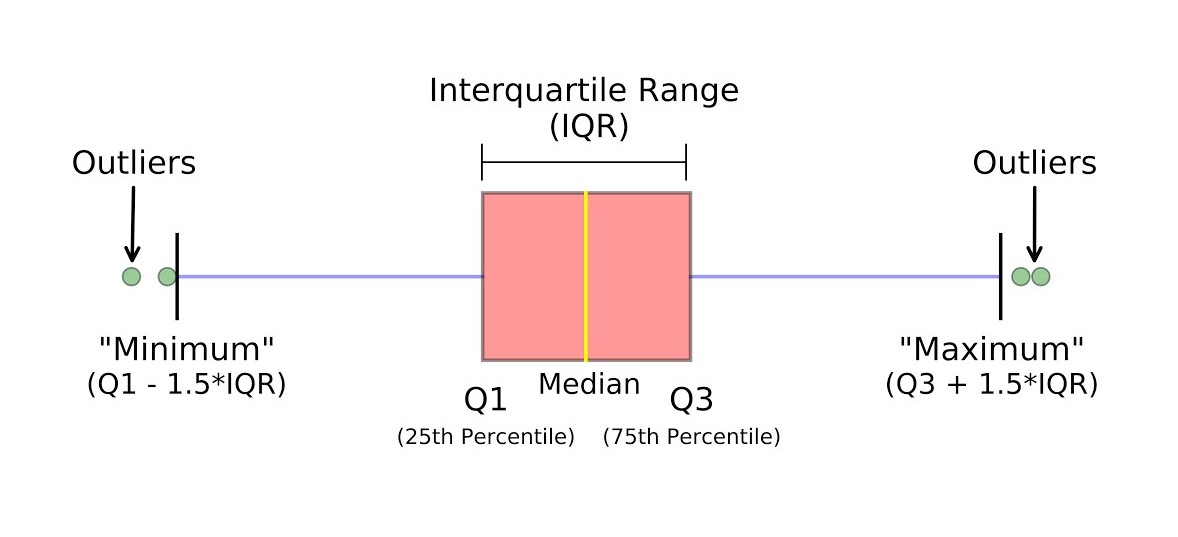 Interquartile Range
(IQR)
Outliers
Outliers
"Minimum"
(Q1 - 1.5*IQR)
"Maximum"
(Q3 + 1.5*IQR)
Q1
Median
Q3
(25th Percentile)
(75th Percentile)